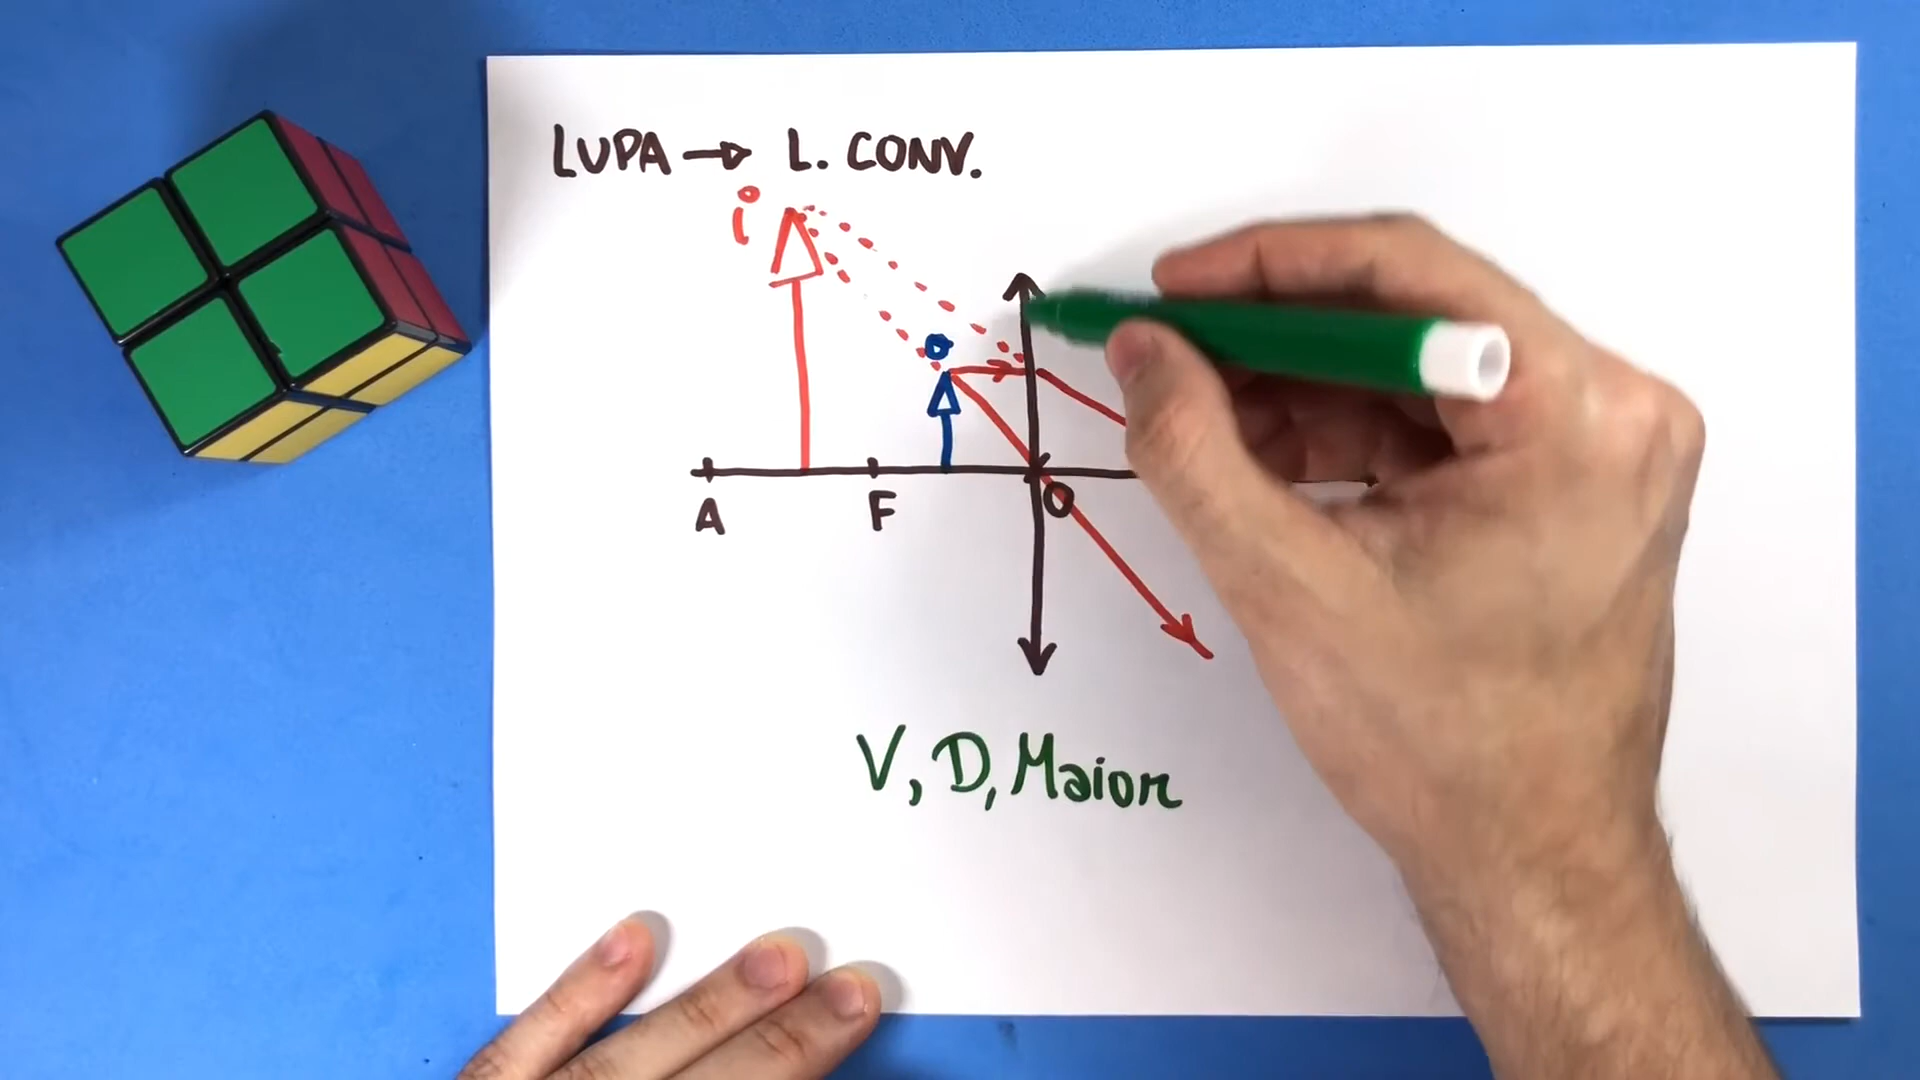 LUPA → L. CONV.
i
o
A F O
V, D, Maior